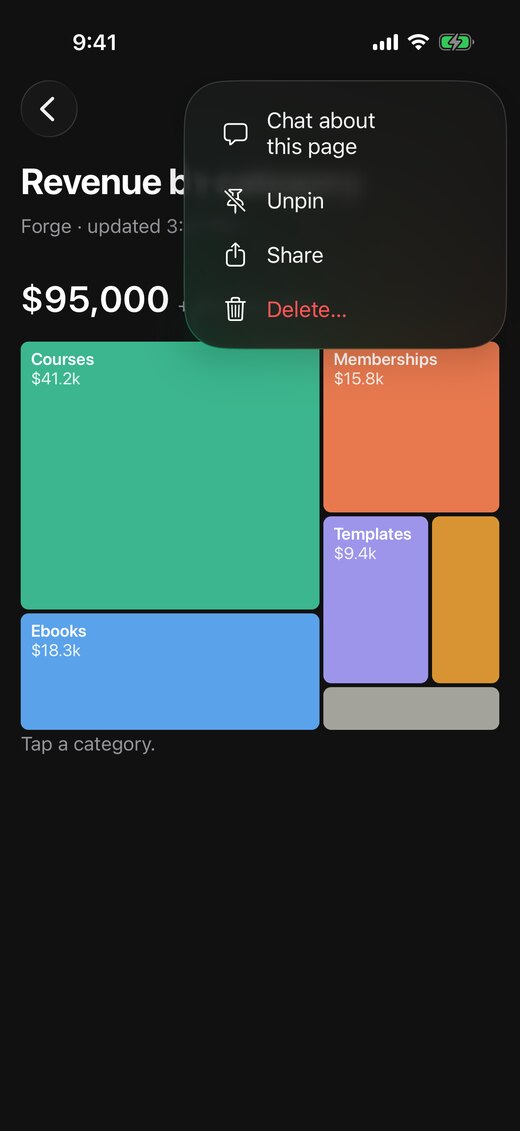 9:41
Chat about
this page
Unpin
Share
Delete...
Revenue
Forge · updated
$95,000
Courses
$41.2k
Memberships
$15.8k
Templates
$9.4k
Ebooks
$18.3k
Tap a category.